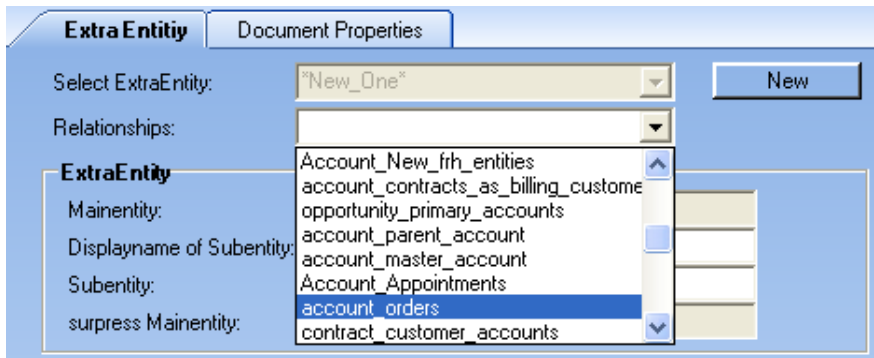 Extra Entitiy Document Properties
Select ExtraEntity: *New_One* New
Relationships:
Account_New_frh_entities
ExtraEntity account_contracts_as_billing_custome
Mainentity: opportunity_primary_accounts
account_parent_account
Displayname of Subentity: account_master_account
Subentity: Account_Appointments
account_orders
surpress Mainentity: contract_customer_accounts